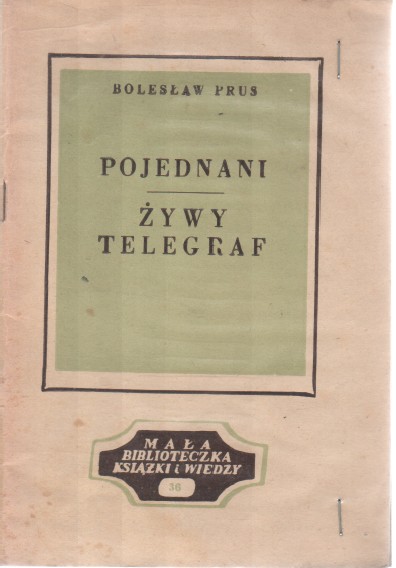 BOLESŁAW PRUS
POJEDNANI
ŻYWY
TELEGRAF
MAŁA
BIBLIOTECZKA
KSIĄŻKI i WIEDZY
36